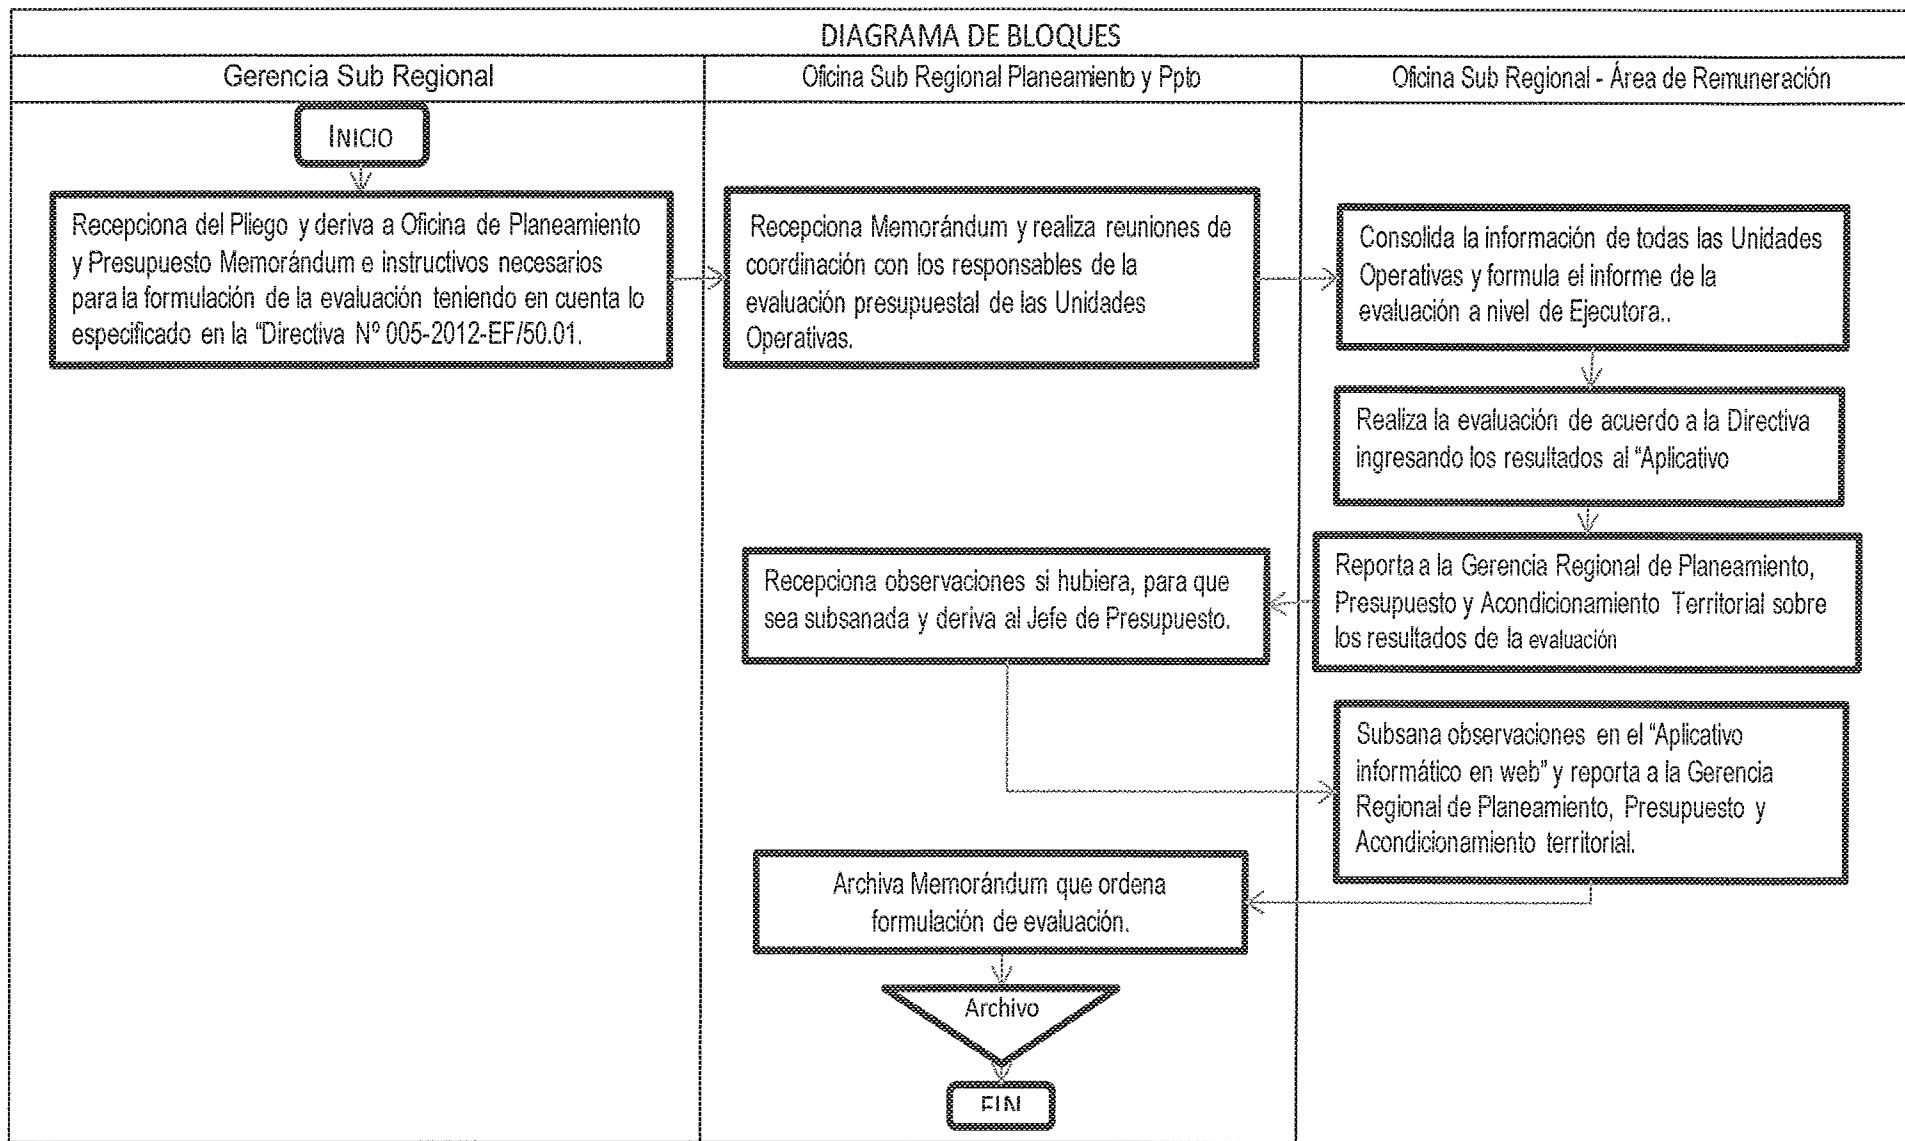 DIAGRAMA DE BLOQUES
Gerencia Sub Regional
Oficina Sub Regional Planeamiento y Ppto
Oficina Sub Regional - Área de Remuneración
INICIO
Recepciona del Pliego y deriva a Oficina de Planeamiento
y Presupuesto Memorándum e instructivos necesarios
para la formulación de la evaluación teniendo en cuenta lo
especificado en la “Directiva Nº 005-2012-EF/50.01.
Recepciona Memorándum y realiza reuniones de
coordinación con los responsables de la
evaluación presupuestal de las Unidades
Operativas.
Consolida la información de todas las Unidades
Operativas y formula el informe de la
evaluación a nivel de Ejecutora..
Realiza la evaluación de acuerdo a la Directiva
ingresando los resultados al “Aplicativo
Reporta a la Gerencia Regional de Planeamiento,
Presupuesto y Acondicionamiento Territorial sobre
los resultados de la evaluación
Recepciona observaciones si hubiera, para que
sea subsanada y deriva al Jefe de Presupuesto.
Subsana observaciones en el “Aplicativo
informático en web” y reporta a la Gerencia
Regional de Planeamiento, Presupuesto y
Acondicionamiento territorial.
Archiva Memorándum que ordena
formulación de evaluación.
Archivo
FIN